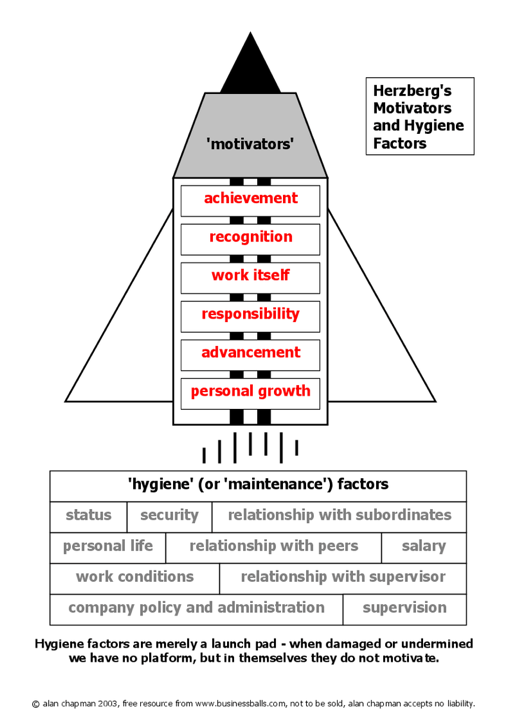 Herzberg's
Motivators
and Hygiene
Factors
'motivators'
achievement
recognition
work itself
responsibility
advancement
personal growth
'hygiene' (or 'maintenance') factors
status security relationship with subordinates
personal life relationship with peers salary
work conditions relationship with supervisor
company policy and administration supervision
Hygiene factors are merely a launch pad - when damaged or undermined
we have no platform, but in themselves they do not motivate.
© alan chapman 2003, free resource from www.businessballs.com, not to be sold, alan chapman accepts no liability.